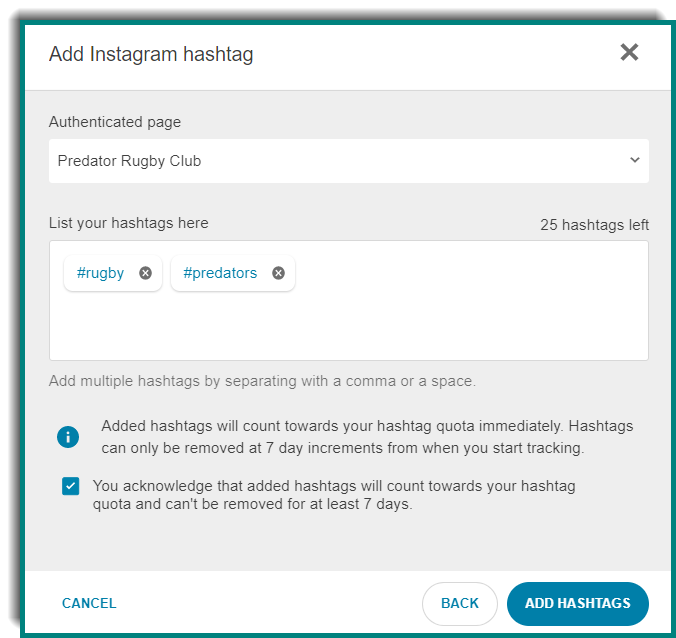 Add Instagram hashtag
Authenticated page
Predator Rugby Club
List your hashtags here
25 hashtags left
#rugby
#predators
Add multiple hashtags by separating with a comma or a space.
Added hashtags will count towards your hashtag quota immediately. Hashtags
can only be removed at 7 day increments from when you start tracking.
You acknowledge that added hashtags will count towards your hashtag
quota and can't be removed for at least 7 days.
CANCEL
BACK
ADD HASHTAGS